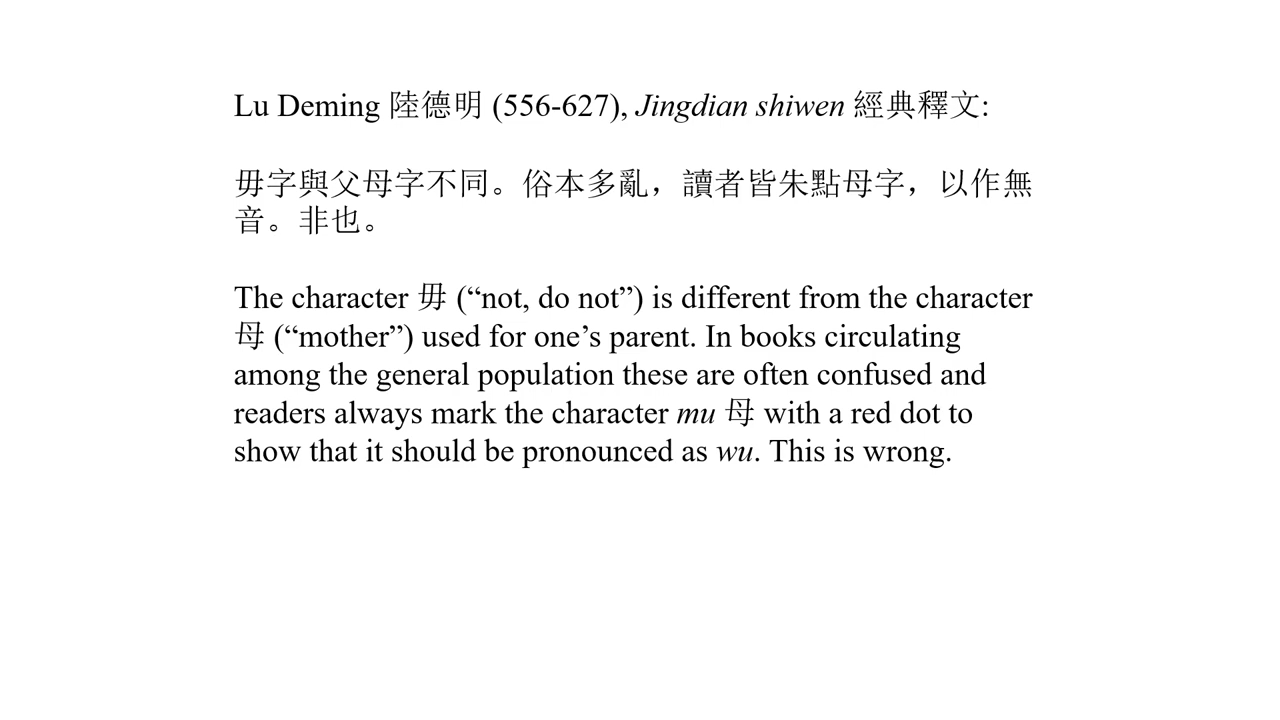 Lu Deming 陸德明 (556-627), Jingdian shiwen 經典釋文:
毋字與父母字不同。俗本多亂，讀者皆朱點母字，以作無
音。非也。
The character 毋 (“not, do not”) is different from the character
母 (“mother”) used for one’s parent. In books circulating
among the general population these are often confused and
readers always mark the character mu 母 with a red dot to
show that it should be pronounced as wu. This is wrong.